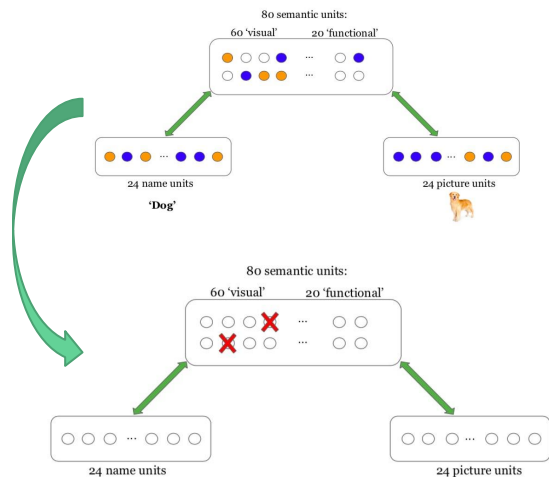 80 semantic units:
60 ‘visual’ 20 ‘functional’
...
...
... ...
24 name units 24 picture units
‘Dog’
80 semantic units:
60 ‘visual’ 20 ‘functional’
...
...
... ...
24 name units 24 picture units